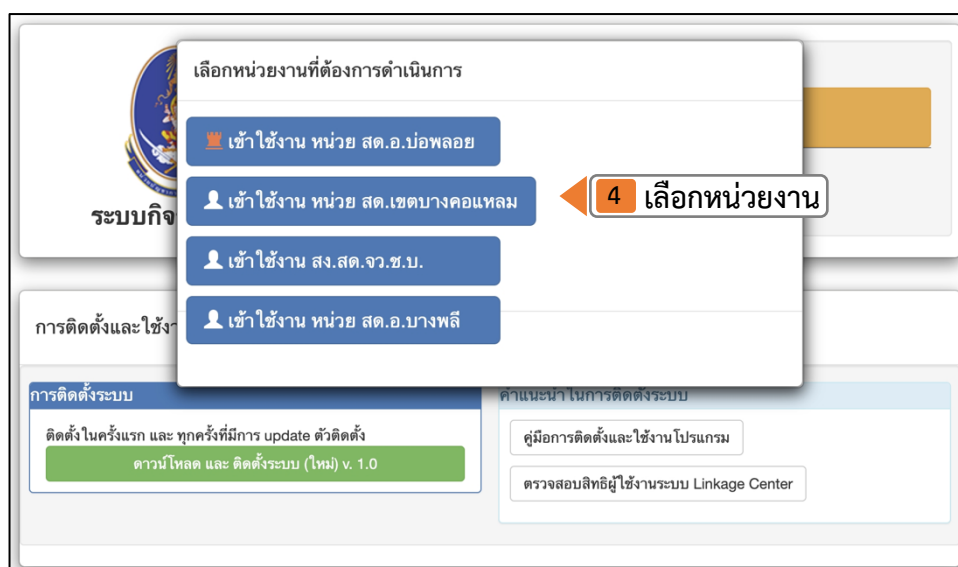 เลือกหน่วยงานที่ต้องการดำเนินการ
เข้าใช้งาน หน่วย สด.อ.บ่อพลอย
เข้าใช้งาน หน่วย สด.เขตบางคอแหลม
4 เลือกหน่วยงาน
ระบบกิจ
เข้าใช้งาน สง.สด.จว.ช.บ.
เข้าใช้งาน หน่วย สด.อ.บางพลี
การติดตั้งและใช้งา
การติดตั้งระบบ
คำแนะนำในการติดตั้งระบบ
ติดตั้งในครั้งแรก และ ทุกครั้งที่มีการ update ตัวติดตั้ง
ดาวน์โหลด และ ติดตั้งระบบ (ใหม่) v. 1.0
คู่มือการติดตั้งและใช้งานโปรแกรม
ตรวจสอบสิทธิผู้ใช้งานระบบ Linkage Center